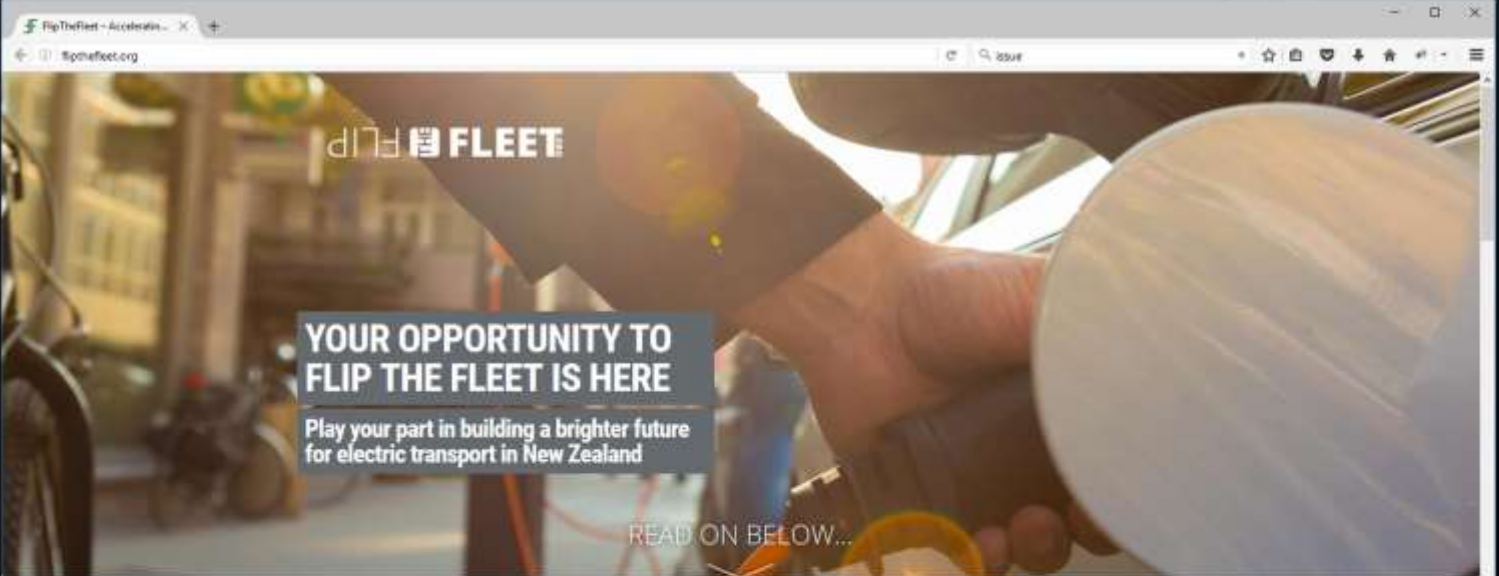 FlipTheFleet – Acceleratin...
flipthefleet.org
issue
FLIP THE FLEET
YOUR OPPORTUNITY TO
FLIP THE FLEET IS HERE
Play your part in building a brighter future
for electric transport in New Zealand
READ ON BELOW...